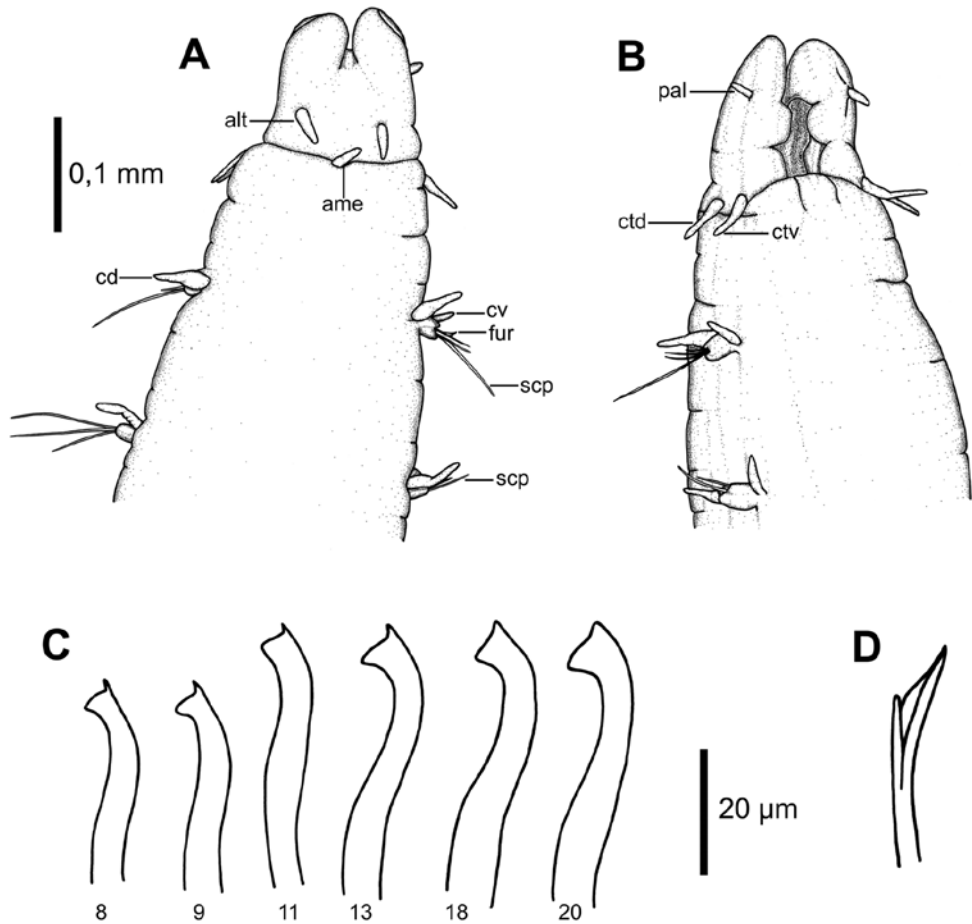 A
B
alt
pal
0,1 mm
ame
ctd
ctv
cd
cv
fur
scp
scp
C
D
20 µm
8 9 11 13 18 20